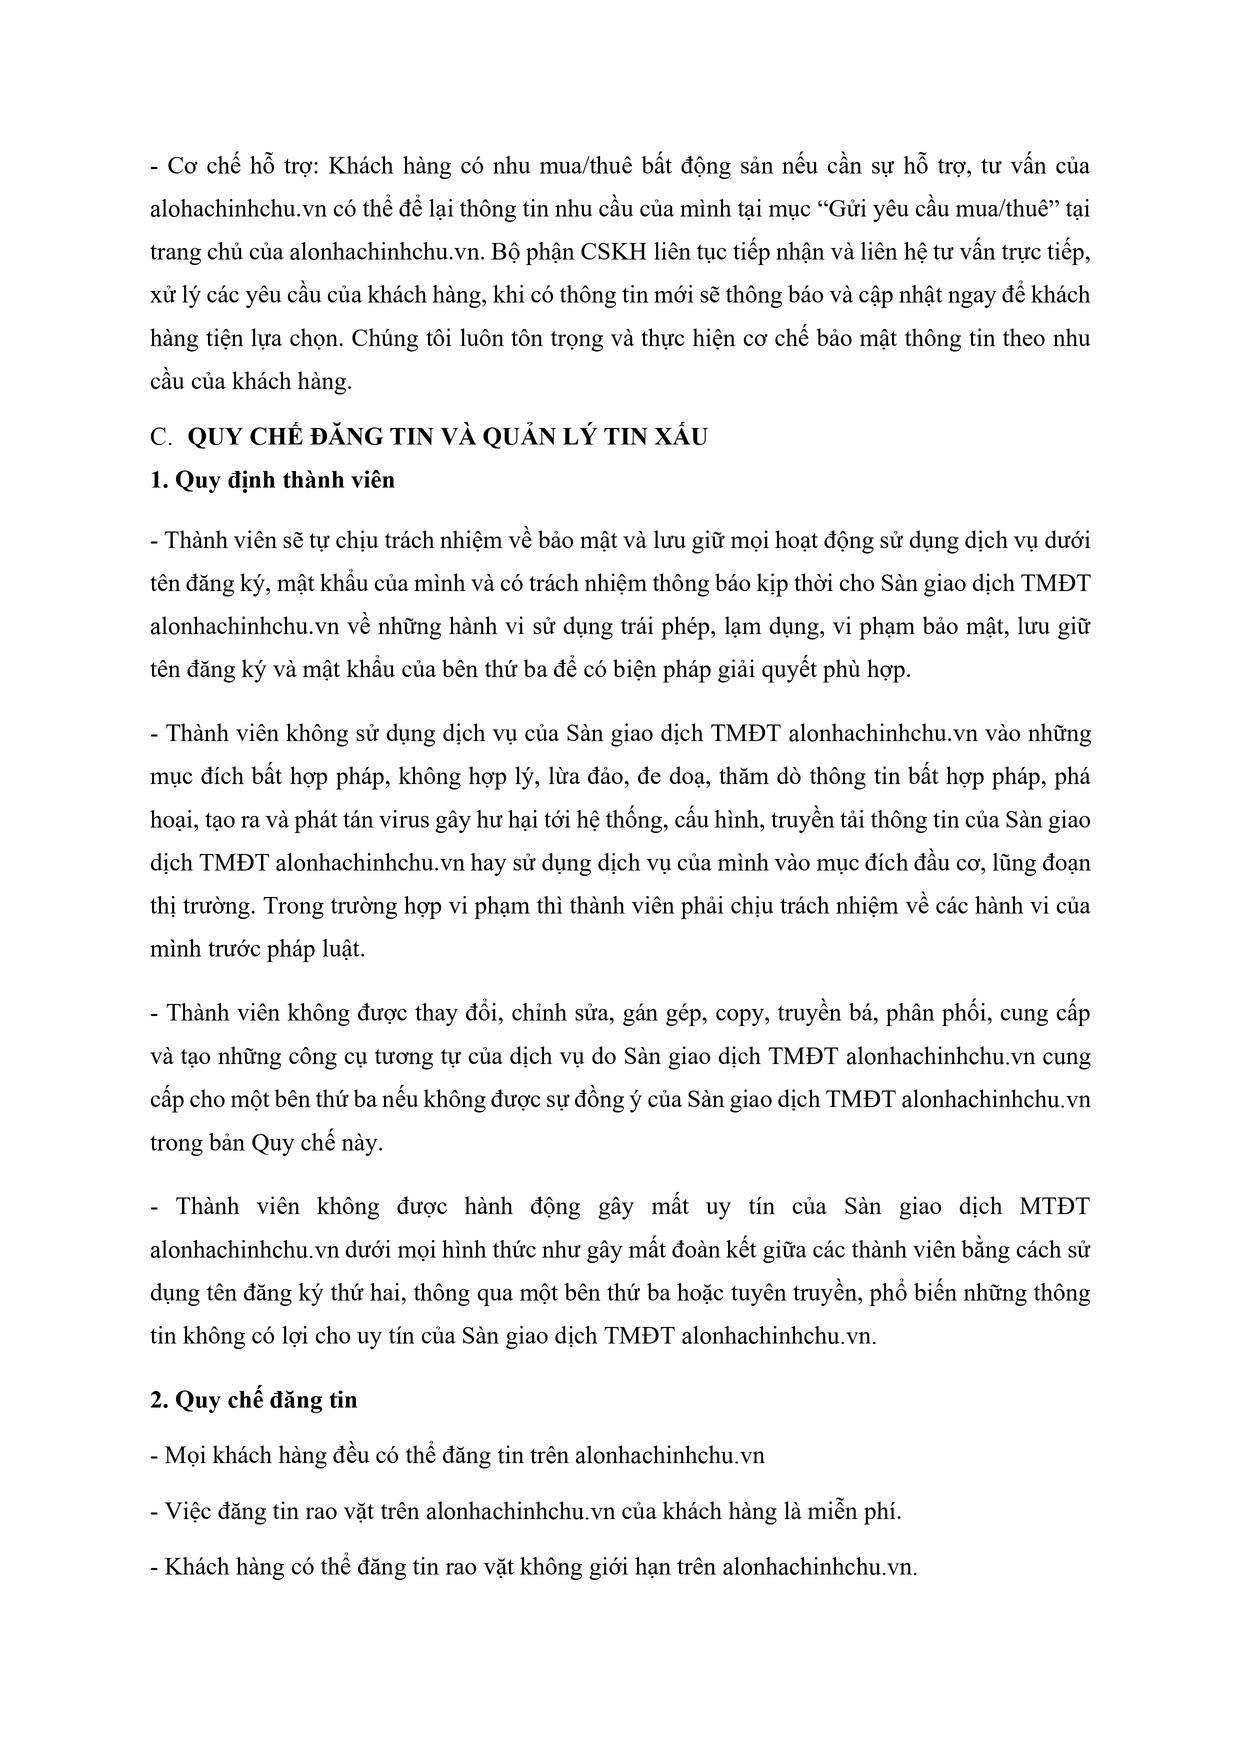 - Cơ chế hỗ trợ: Khách hàng có nhu mua/thuê bất động sản nếu cần sự hỗ trợ, tư vấn của
alohachinhchu.vn có thể để lại thông tin nhu cầu của mình tại mục “Gửi yêu cầu mua/thuê” tại
trang chủ của alonhachinhchu.vn. Bộ phận CSKH liên tục tiếp nhận và liên hệ tư vấn trực tiếp,
xử lý các yêu cầu của khách hàng, khi có thông tin mới sẽ thông báo và cập nhật ngay để khách
hàng tiện lựa chọn. Chúng tôi luôn tôn trọng và thực hiện cơ chế bảo mật thông tin theo nhu
cầu của khách hàng.
C. QUY CHẾ ĐĂNG TIN VÀ QUẢN LÝ TIN XẤU
1. Quy định thành viên
- Thành viên sẽ tự chịu trách nhiệm về bảo mật và lưu giữ mọi hoạt động sử dụng dịch vụ dưới
tên đăng ký, mật khẩu của mình và có trách nhiệm thông báo kịp thời cho Sàn giao dịch TMĐT
alonhachinhchu.vn về những hành vi sử dụng trái phép, lạm dụng, vi phạm bảo mật, lưu giữ
tên đăng ký và mật khẩu của bên thứ ba để có biện pháp giải quyết phù hợp.
- Thành viên không sử dụng dịch vụ của Sàn giao dịch TMĐT alonhachinhchu.vn vào những
mục đích bất hợp pháp, không hợp lý, lừa đảo, đe doạ, thăm dò thông tin bất hợp pháp, phá
hoại, tạo ra và phát tán virus gây hư hại tới hệ thống, cấu hình, truyền tải thông tin của Sàn giao
dịch TMĐT alonhachinhchu.vn hay sử dụng dịch vụ của mình vào mục đích đầu cơ, lũng đoạn
thị trường. Trong trường hợp vi phạm thì thành viên phải chịu trách nhiệm về các hành vi của
mình trước pháp luật.
- Thành viên không được thay đổi, chỉnh sửa, gán gép, copy, truyền bá, phân phối, cung cấp
và tạo những công cụ tương tự của dịch vụ do Sàn giao dịch TMĐT alonhachinhchu.vn cung
cấp cho một bên thứ ba nếu không được sự đồng ý của Sàn giao dịch TMĐT alonhachinhchu.vn
trong bản Quy chế này.
- Thành viên không được hành động gây mất uy tín của Sàn giao dịch MTĐT
alonhachinhchu.vn dưới mọi hình thức như gây mất đoàn kết giữa các thành viên bằng cách sử
dụng tên đăng ký thứ hai, thông qua một bên thứ ba hoặc tuyên truyền, phổ biến những thông
tin không có lợi cho uy tín của Sàn giao dịch TMĐT alonhachinhchu.vn.
2. Quy chế đăng tin
- Mọi khách hàng đều có thể đăng tin trên alonhachinhchu.vn
- Việc đăng tin rao vặt trên alonhachinhchu.vn của khách hàng là miễn phí.
- Khách hàng có thể đăng tin rao vặt không giới hạn trên alonhachinhchu.vn.